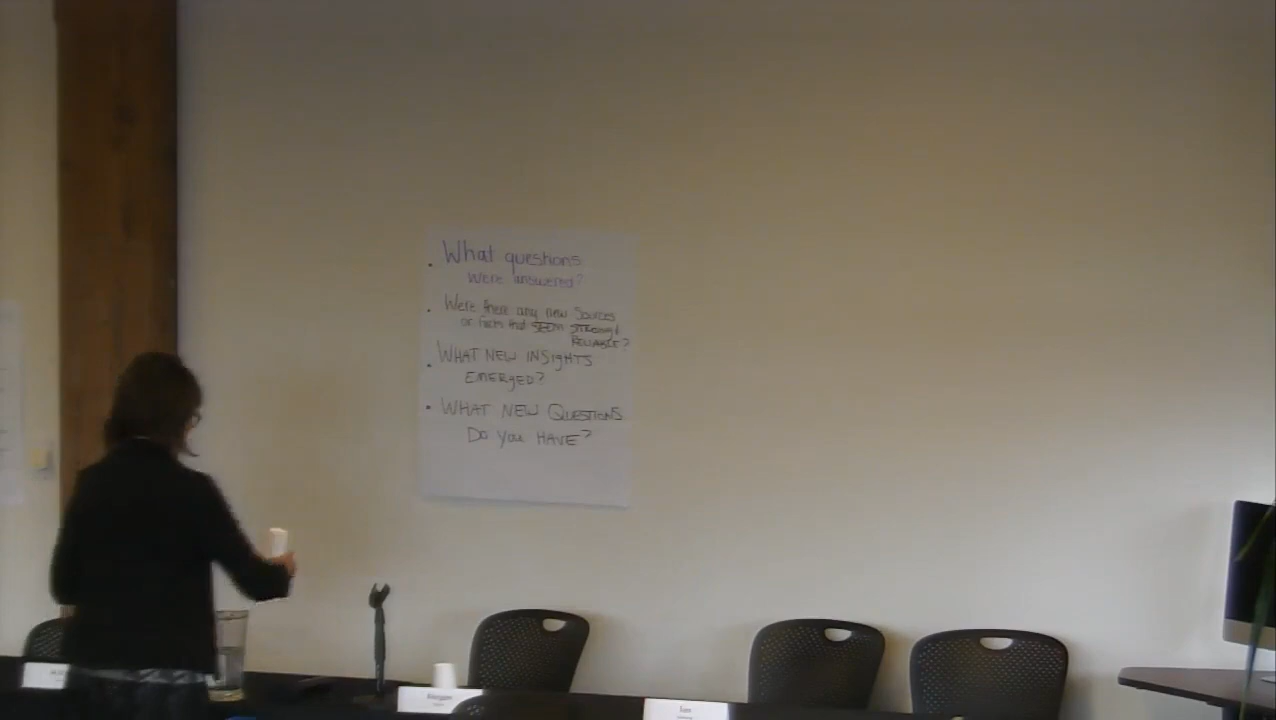 What questions
were answered?
Were there any new Sources
or facts that SEEM STRONG &
RELIABLE?
WHAT NEW INSIGHTS
EMERGED?
WHAT NEW QUESTIONS
Do You HAVE?